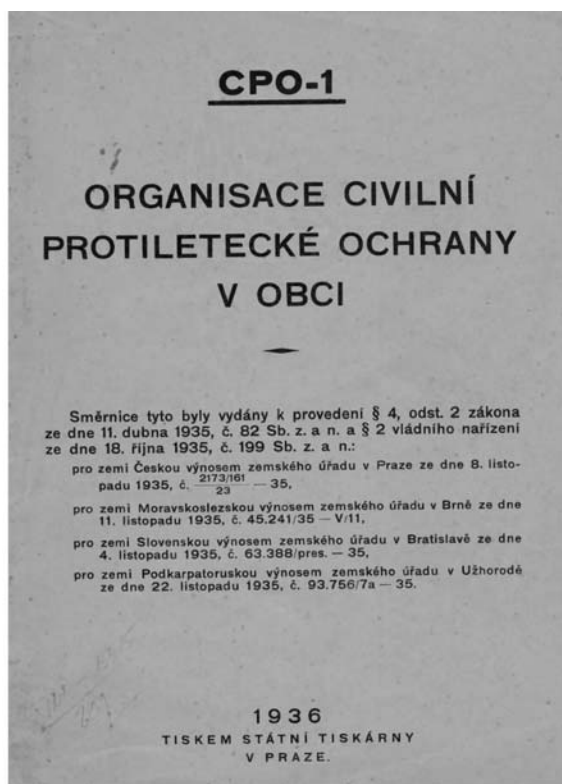 CPO-1
ORGANISACE CIVILNÍ
PROTILETECKÉ OCHRANY
V OBCI
Směrnice tyto byly vydány k provedení § 4, odst. 2 zákona
ze dne 11. dubna 1935, č. 82 Sb. z. a n. a § 2 vládního nařízení
ze dne 18. října 1935, č. 199 Sb. z. a n.:
pro zemi Českou výnosem zemského úřadu v Praze ze dne 8. listo-
padu 1935, č. 2173/161/23 — 35,
pro zemi Moravskoslezskou výnosem zemského úřadu v Brně ze dne
11. listopadu 1935, č. 45.241/35 — V/11,
pro zemi Slovenskou výnosem zemského úřadu v Bratislavě ze dne
4. listopadu 1935, č. 63.388/pres. — 35,
pro zemi Podkarpatoruskou výnosem zemského úřadu v Užhorodě
ze dne 22. listopadu 1935, č. 93.756/7a — 35.
1936
TISKEM STÁTNÍ TISKÁRNY
V PRAZE.